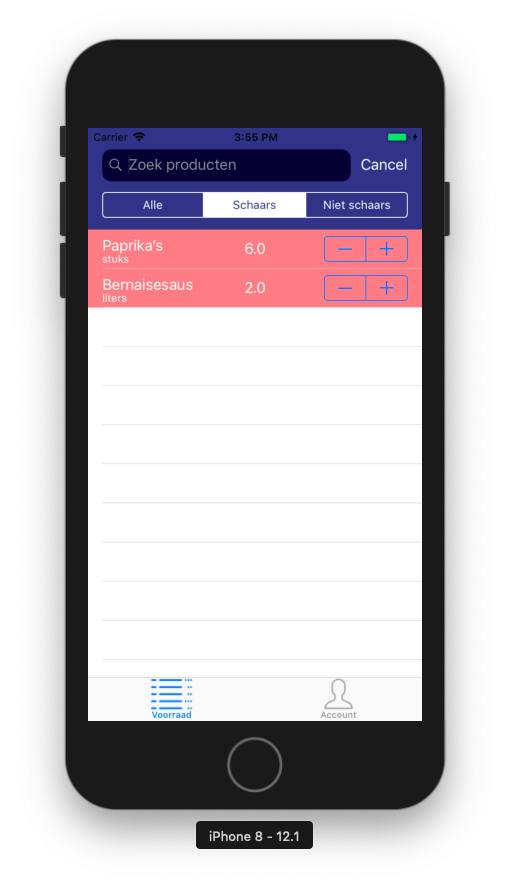 Carrier 3:55 PM
Zoek producten Cancel
Alle Schaars Niet schaars
Paprika’s 6.0
stuks
Bernaisesaus 2.0
liters
Voorraad Account
iPhone 8 - 12.1